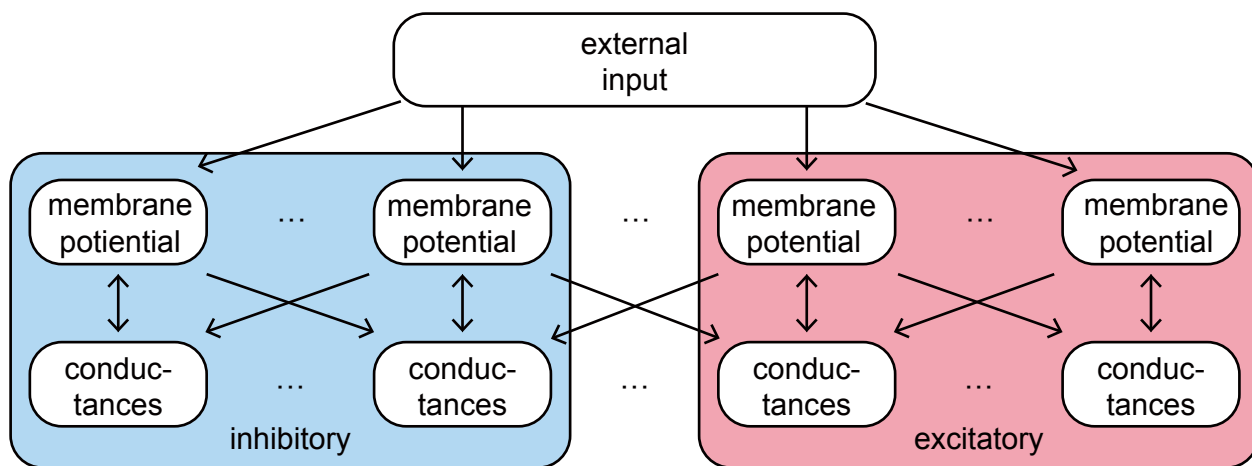 external
input
membrane
potiential
...
membrane
potential
...
membrane
potential
...
membrane
potential
conduc-
tances
...
conduc-
tances
...
conduc-
tances
...
conduc-
tances
inhibitory
excitatory